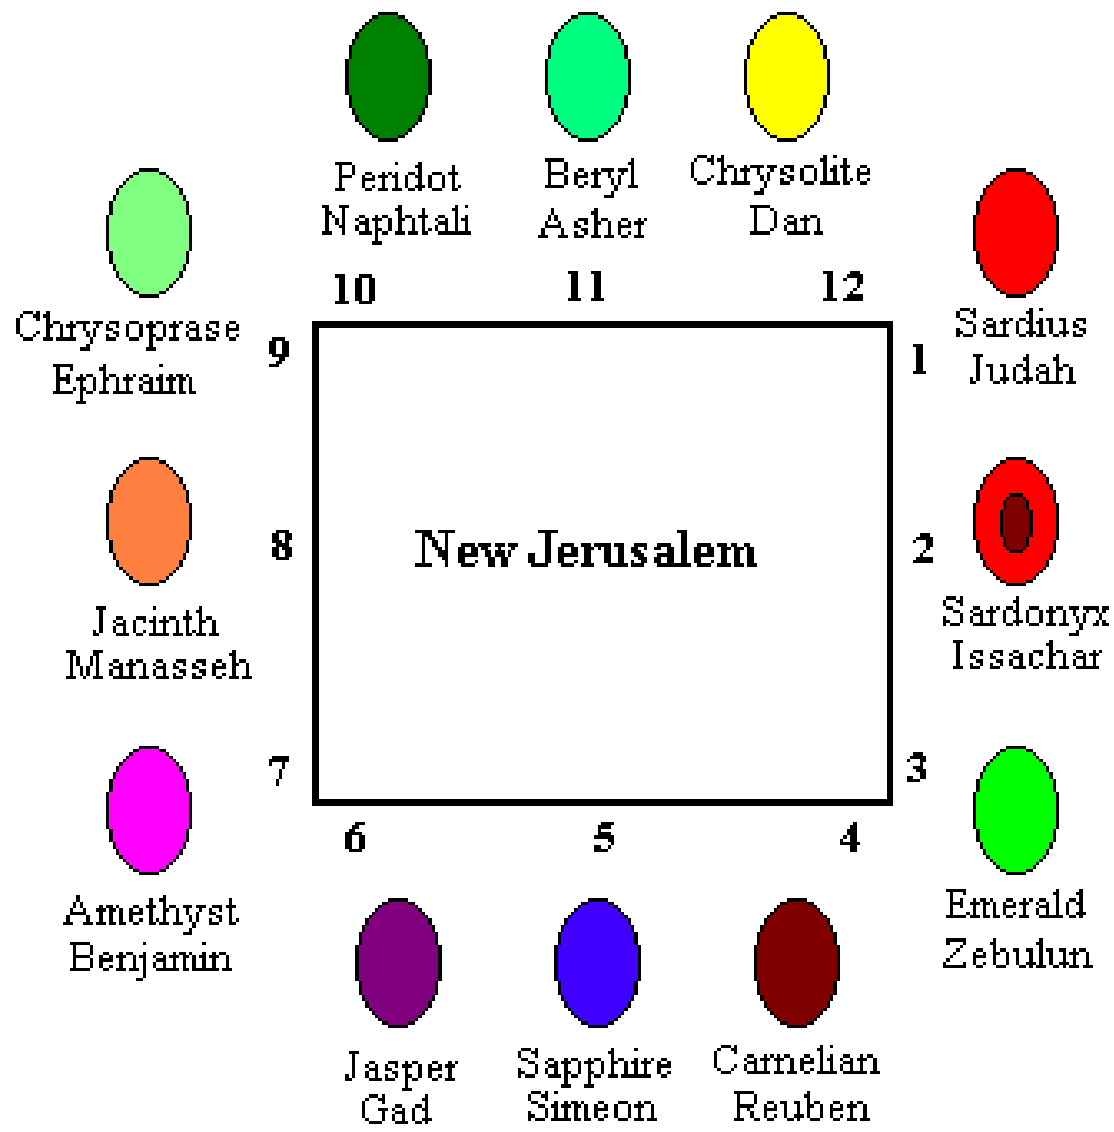 Peridot
Naphtali
Beryl
Asher
Chrysolite
Dan
10
11
12
Chrysoprase
Ephraim
9
1
Sardius
Judah
Jacinth
Manasseh
8
New Jerusalem
2
Sardonyx
Issachar
Amethyst
Benjamin
7
3
Emerald
Zebulun
6
5
4
Jasper
Gad
Sapphire
Simeon
Carnelian
Reuben